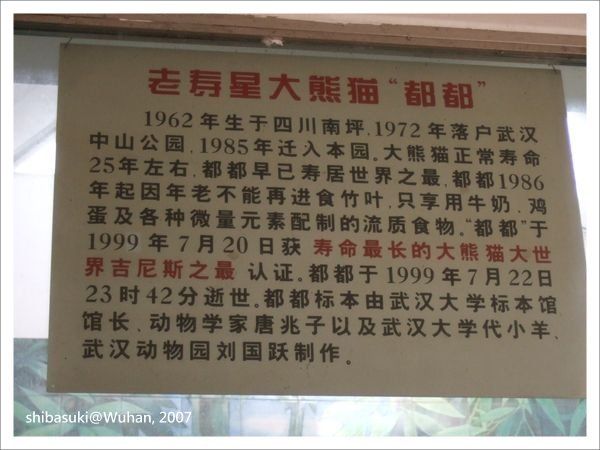 老寿星大熊猫“都都”
1962年生于四川南坪,1972年落户武汉
中山公园,1985年迁入本园。大熊猫正常寿命
25年左右,都都早已寿居世界之最,都都1986
年起因年老不能再进食竹叶,只享用牛奶、鸡
蛋及各种微量元素配制的流质食物。“都都”于
1999年7月20日获 寿命最长的大熊猫大世
界吉尼斯之最 认证。都都于1999年7月22日
23时42分逝世。都都标本由武汉大学标本馆
馆长、动物学家唐兆子以及武汉大学代小羊、
武汉动物园刘国跃制作。
shibasuki@Wuhan, 2007